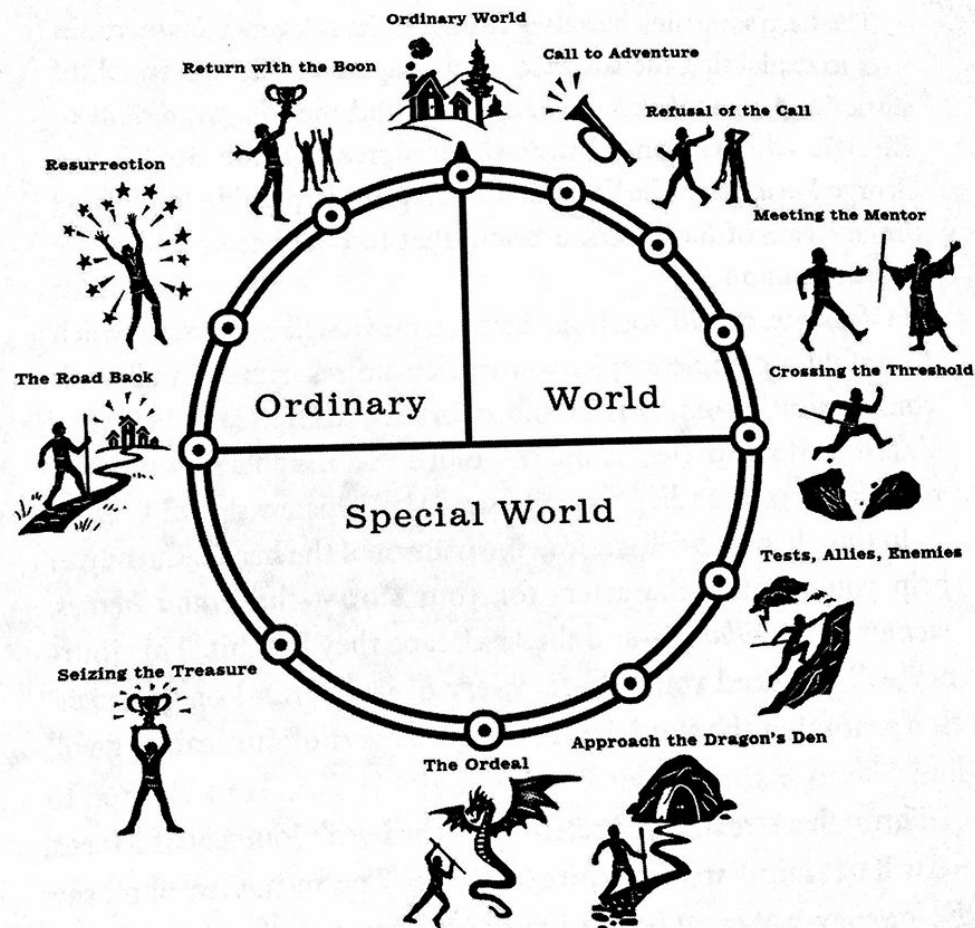 Ordinary World
Call to Adventure
Return with the Boon
Refusal of the Call
Resurrection
Meeting the Mentor
The Road Back
Crossing the Threshold
Ordinary World
Special World
Tests, Allies, Enemies
Seizing the Treasure
Approach the Dragon's Den
The Ordeal